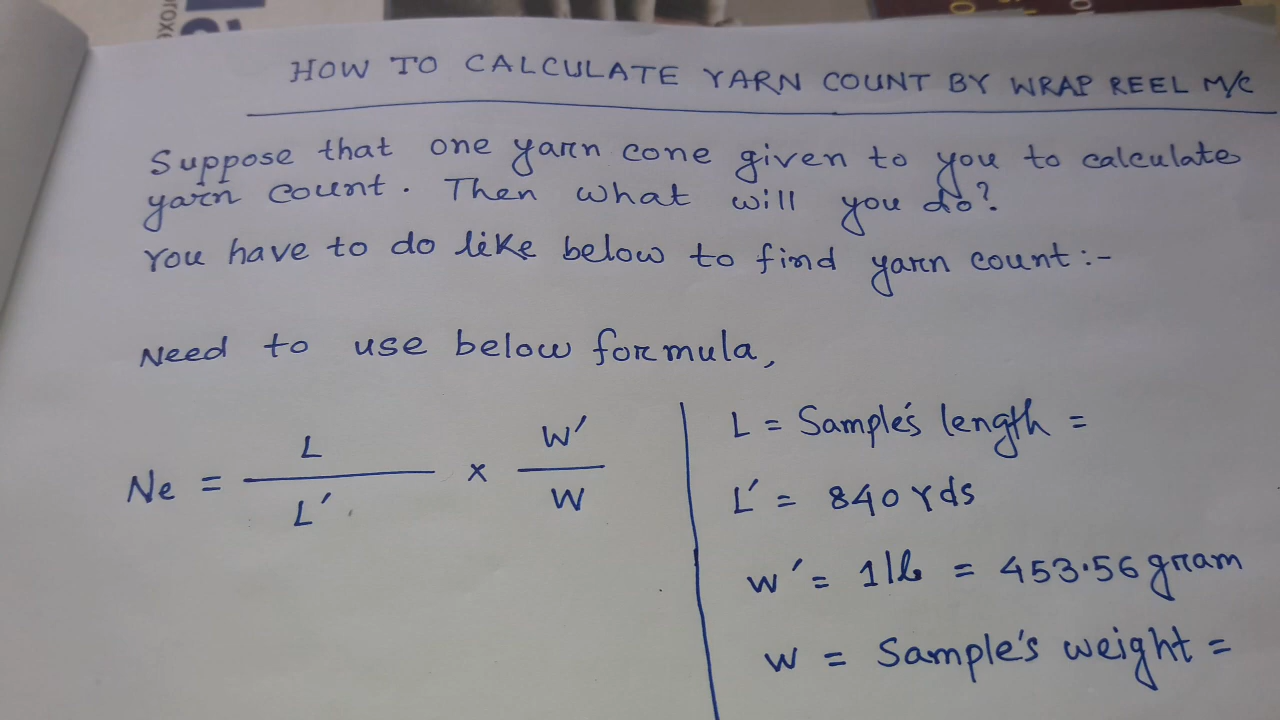 HOW TO CALCULATE YARN COUNT BY WRAP REEL M/C
Suppose that one yarn cone given to you to calculate
yarn count. Then what will you do?
You have to do like below to find yarn count :-
Need to use below formula,
Ne = L / L' x W' / W
L = Sample's length =
L' = 840 Yds
W' = 1 lb = 453.56 gram
W = Sample's weight =